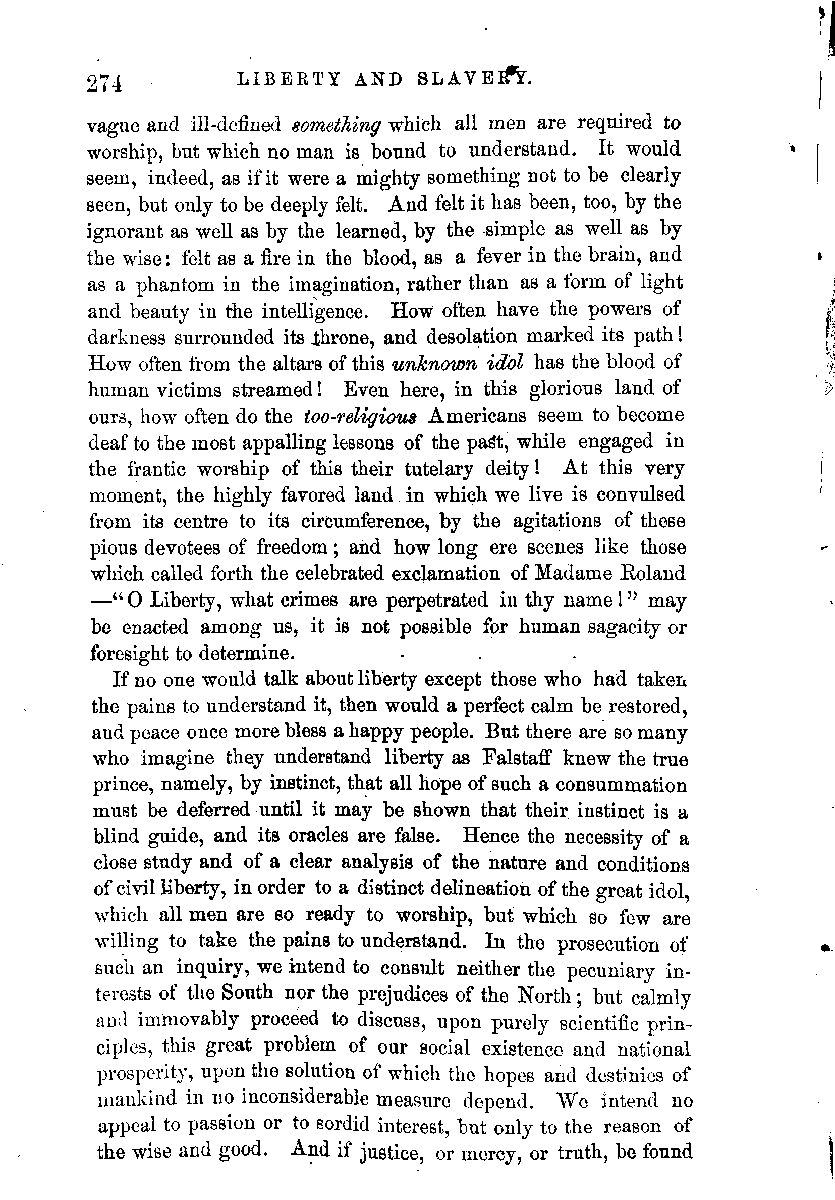 274 LIBERTY AND SLAVERY.
vague and ill-defined something which all men are required to
worship, but which no man is bound to understand. It would
seem, indeed, as if it were a mighty something not to be clearly
seen, but only to be deeply felt. And felt it has been, too, by the
ignorant as well as by the learned, by the simple as well as by
the wise: felt as a fire in the blood, as a fever in the brain, and
as a phantom in the imagination, rather than as a form of light
and beauty in the intelligence. How often have the powers of
darkness surrounded its throne, and desolation marked its path!
How often from the altars of this unknown idol has the blood of
human victims streamed! Even here, in this glorious land of
ours, how often do the too-religious Americans seem to become
deaf to the most appalling lessons of the past, while engaged in
the frantic worship of this their tutelary deity! At this very
moment, the highly favored land in which we live is convulsed
from its centre to its circumference, by the agitations of these
pious devotees of freedom; and how long ere scenes like those
which called forth the celebrated exclamation of Madame Roland
—"O Liberty, what crimes are perpetrated in thy name!" may
be enacted among us, it is not possible for human sagacity or
foresight to determine.
If no one would talk about liberty except those who had taken
the pains to understand it, then would a perfect calm be restored,
and peace once more bless a happy people. But there are so many
who imagine they understand liberty as Falstaff knew the true
prince, namely, by instinct, that all hope of such a consummation
must be deferred until it may be shown that their instinct is a
blind guide, and its oracles are false. Hence the necessity of a
close study and of a clear analysis of the nature and conditions
of civil liberty, in order to a distinct delineation of the great idol,
which all men are so ready to worship, but which so few are
willing to take the pains to understand. In the prosecution of
such an inquiry, we intend to consult neither the pecuniary in-
terests of the South nor the prejudices of the North; but calmly
and immovably proceed to discuss, upon purely scientific prin-
ciples, this great problem of our social existence and national
prosperity, upon the solution of which the hopes and destinies of
mankind in no inconsiderable measure depend. We intend no
appeal to passion or to sordid interest, but only to the reason of
the wise and good. And if justice, or mercy, or truth, be found